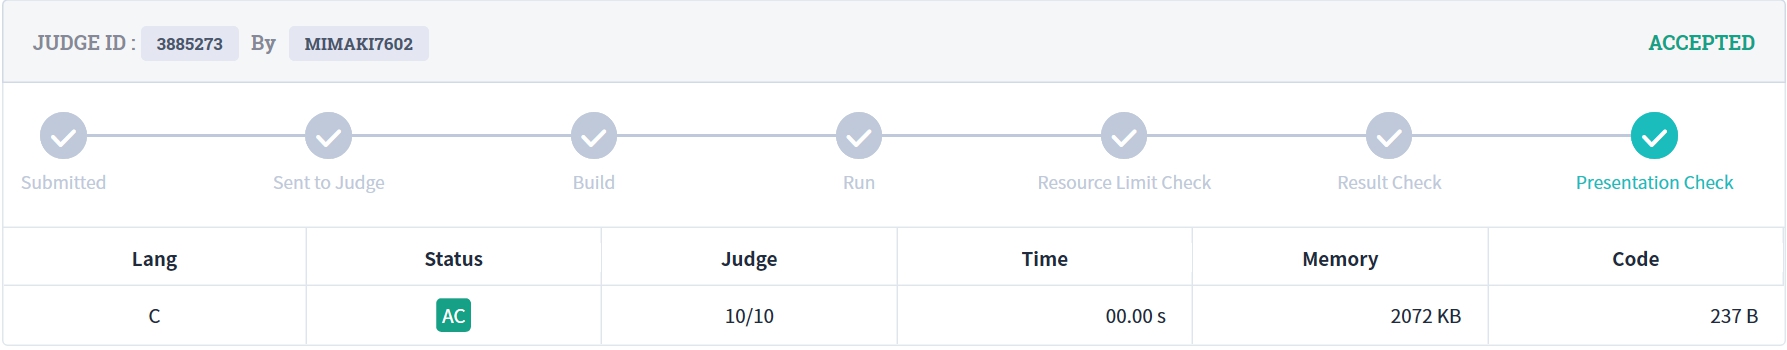 JUDGE ID : 3885273 By MIMAKI7602 ACCEPTED
Submitted Sent to Judge Build Run Resource Limit Check Result Check Presentation Check
Lang Status Judge Time Memory Code
C AC 10/10 00.00 s 2072 KB 237 B